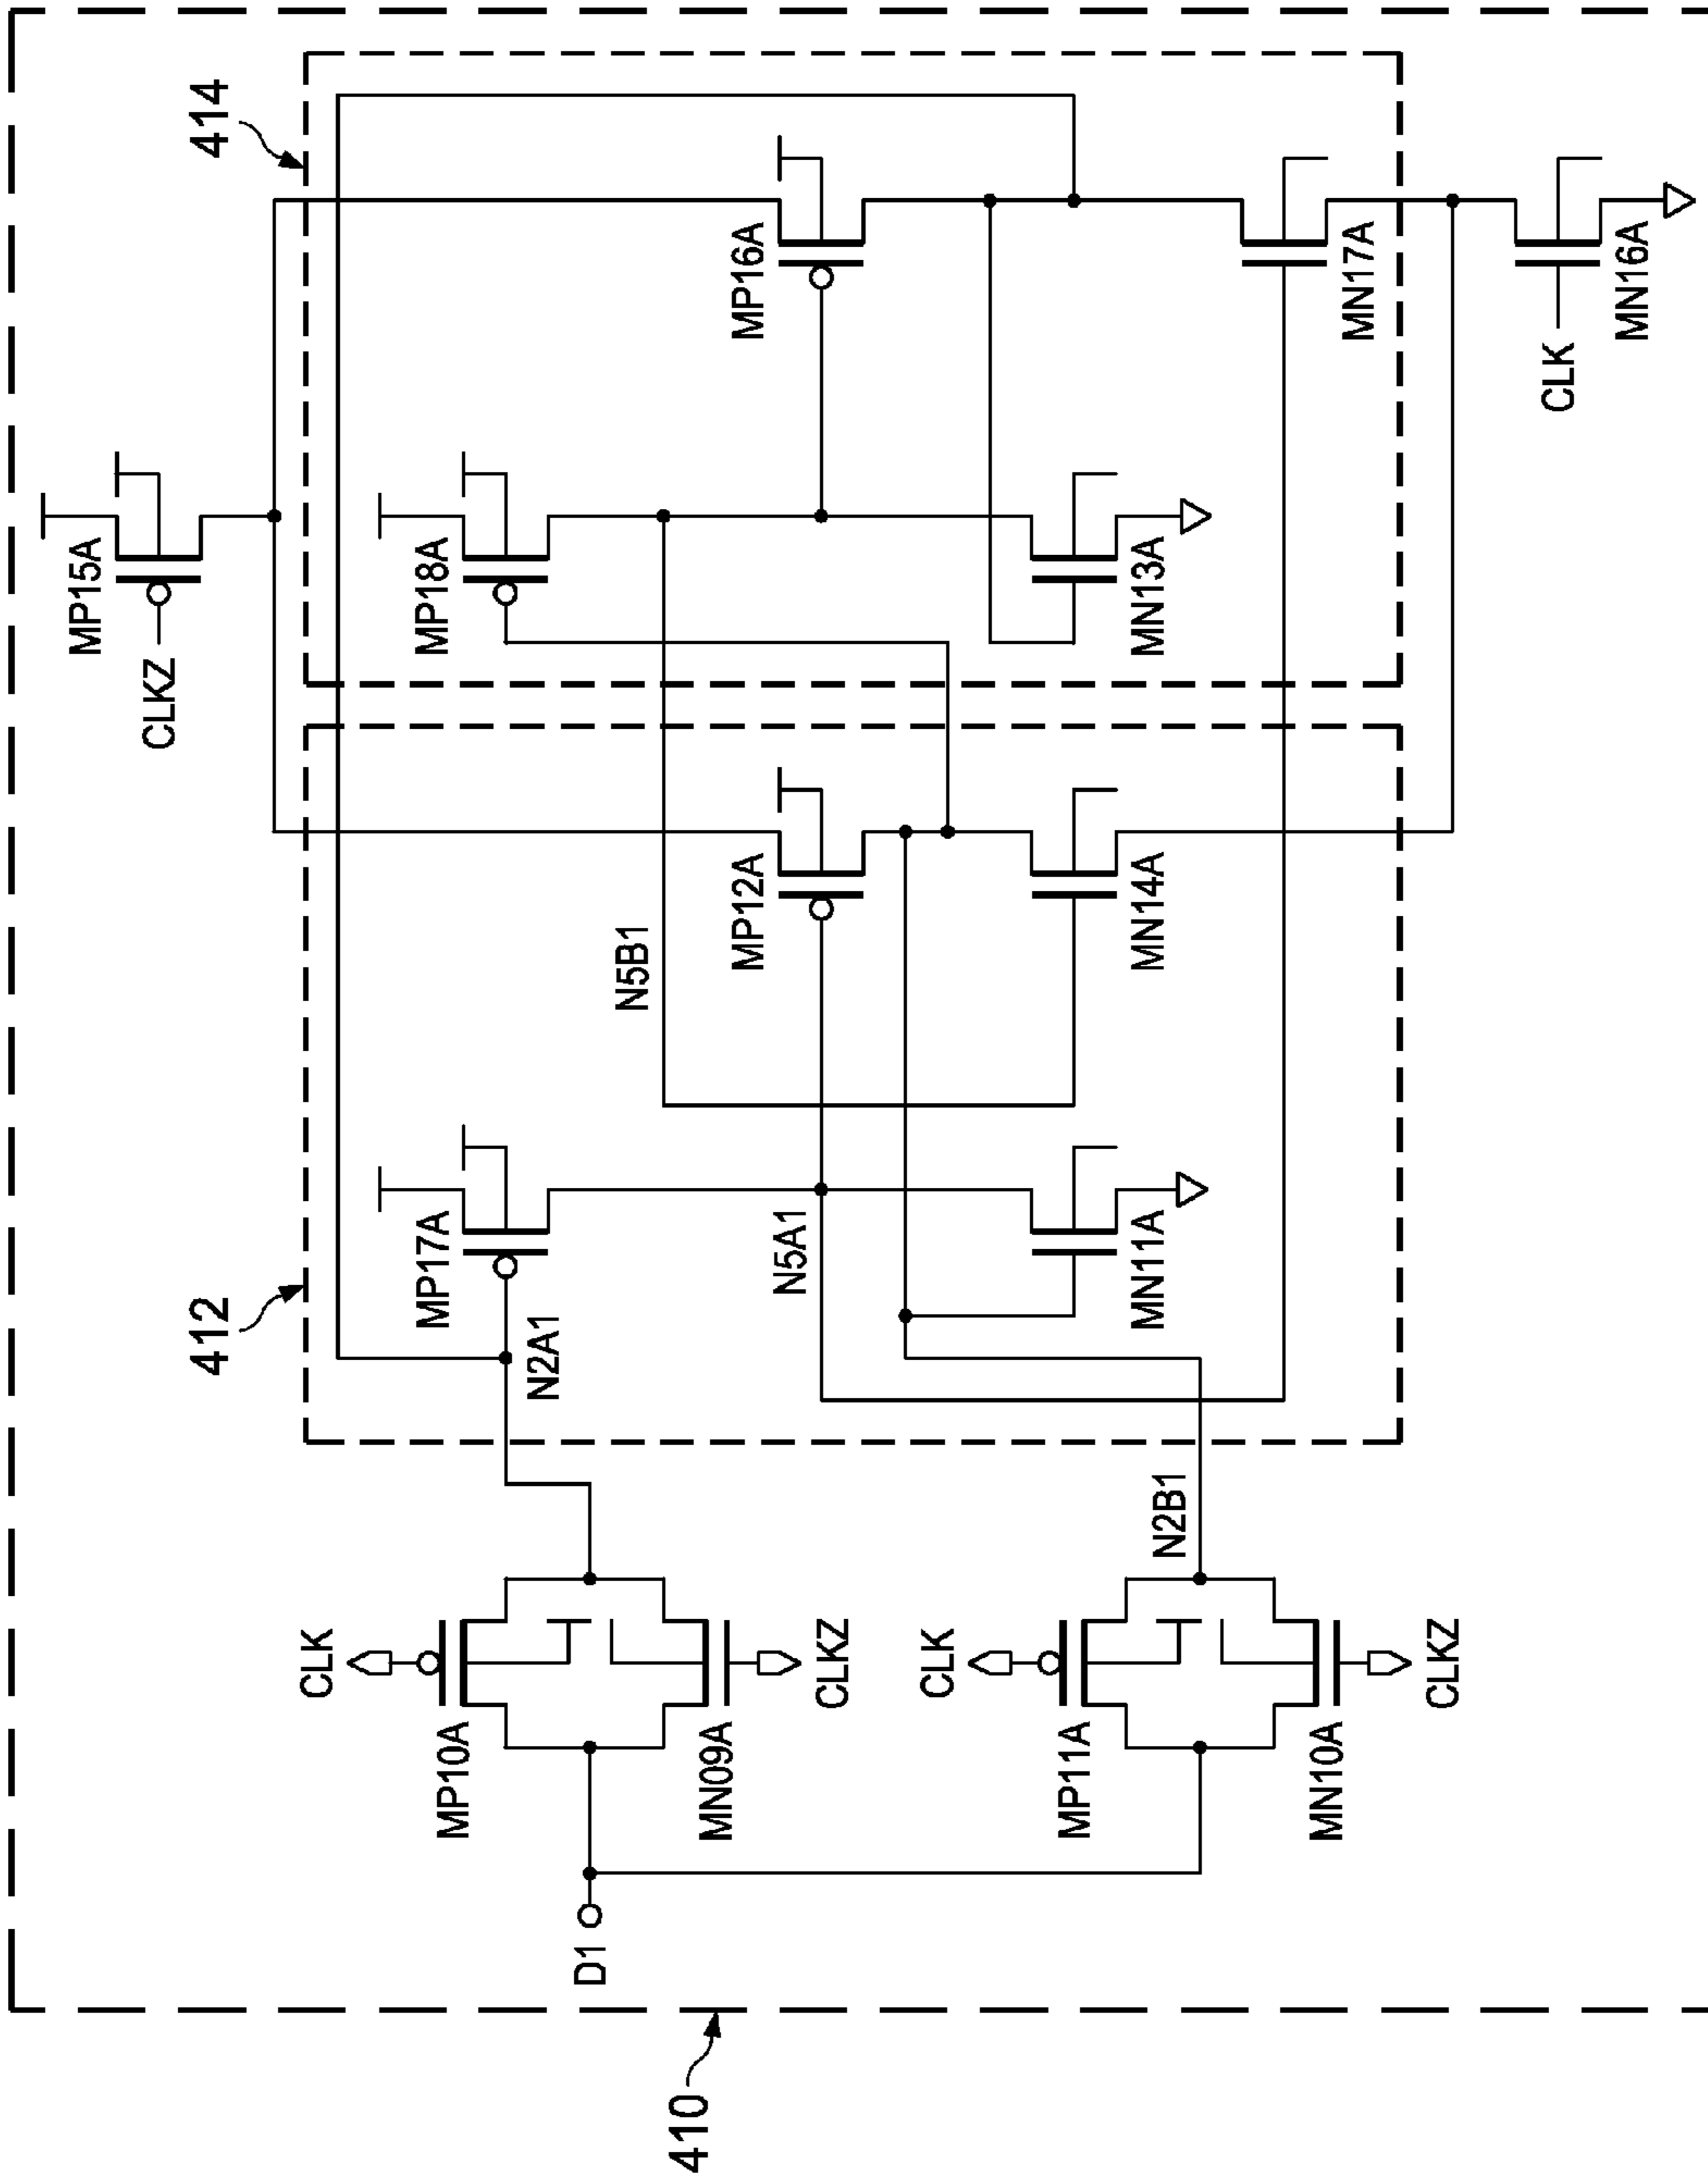 414
MP15A
CLKZ
MP18A
MP16A
MN13A
MN17A
CLK
MN16A
412
MP17A
N2A1
N5B1
MP12A
N5A1
MN14A
MN11A
CLK
MP10A
MN09A
CLKZ
N2B1
CLK
MP11A
MN10A
CLKZ
D1
410